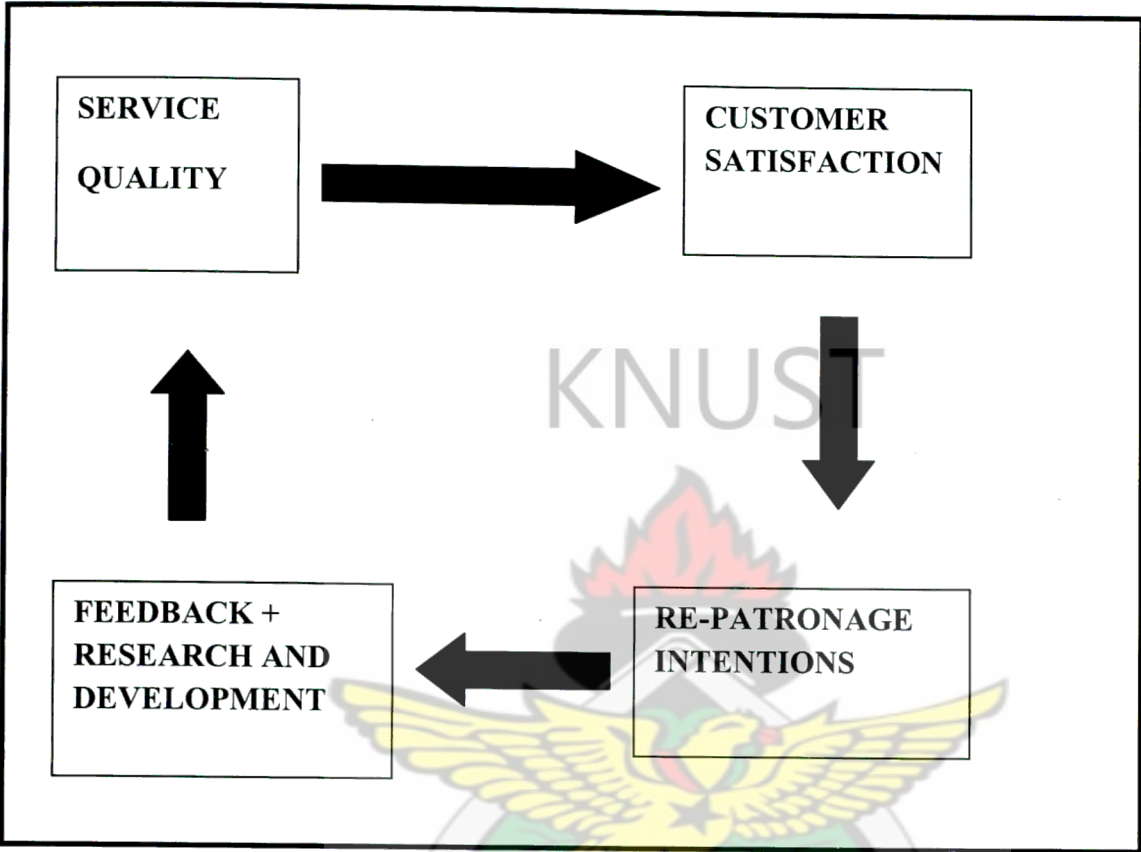 SERVICE
QUALITY
CUSTOMER
SATISFACTION
KNUST
RE-PATRONAGE
INTENTIONS
FEEDBACK +
RESEARCH AND
DEVELOPMENT